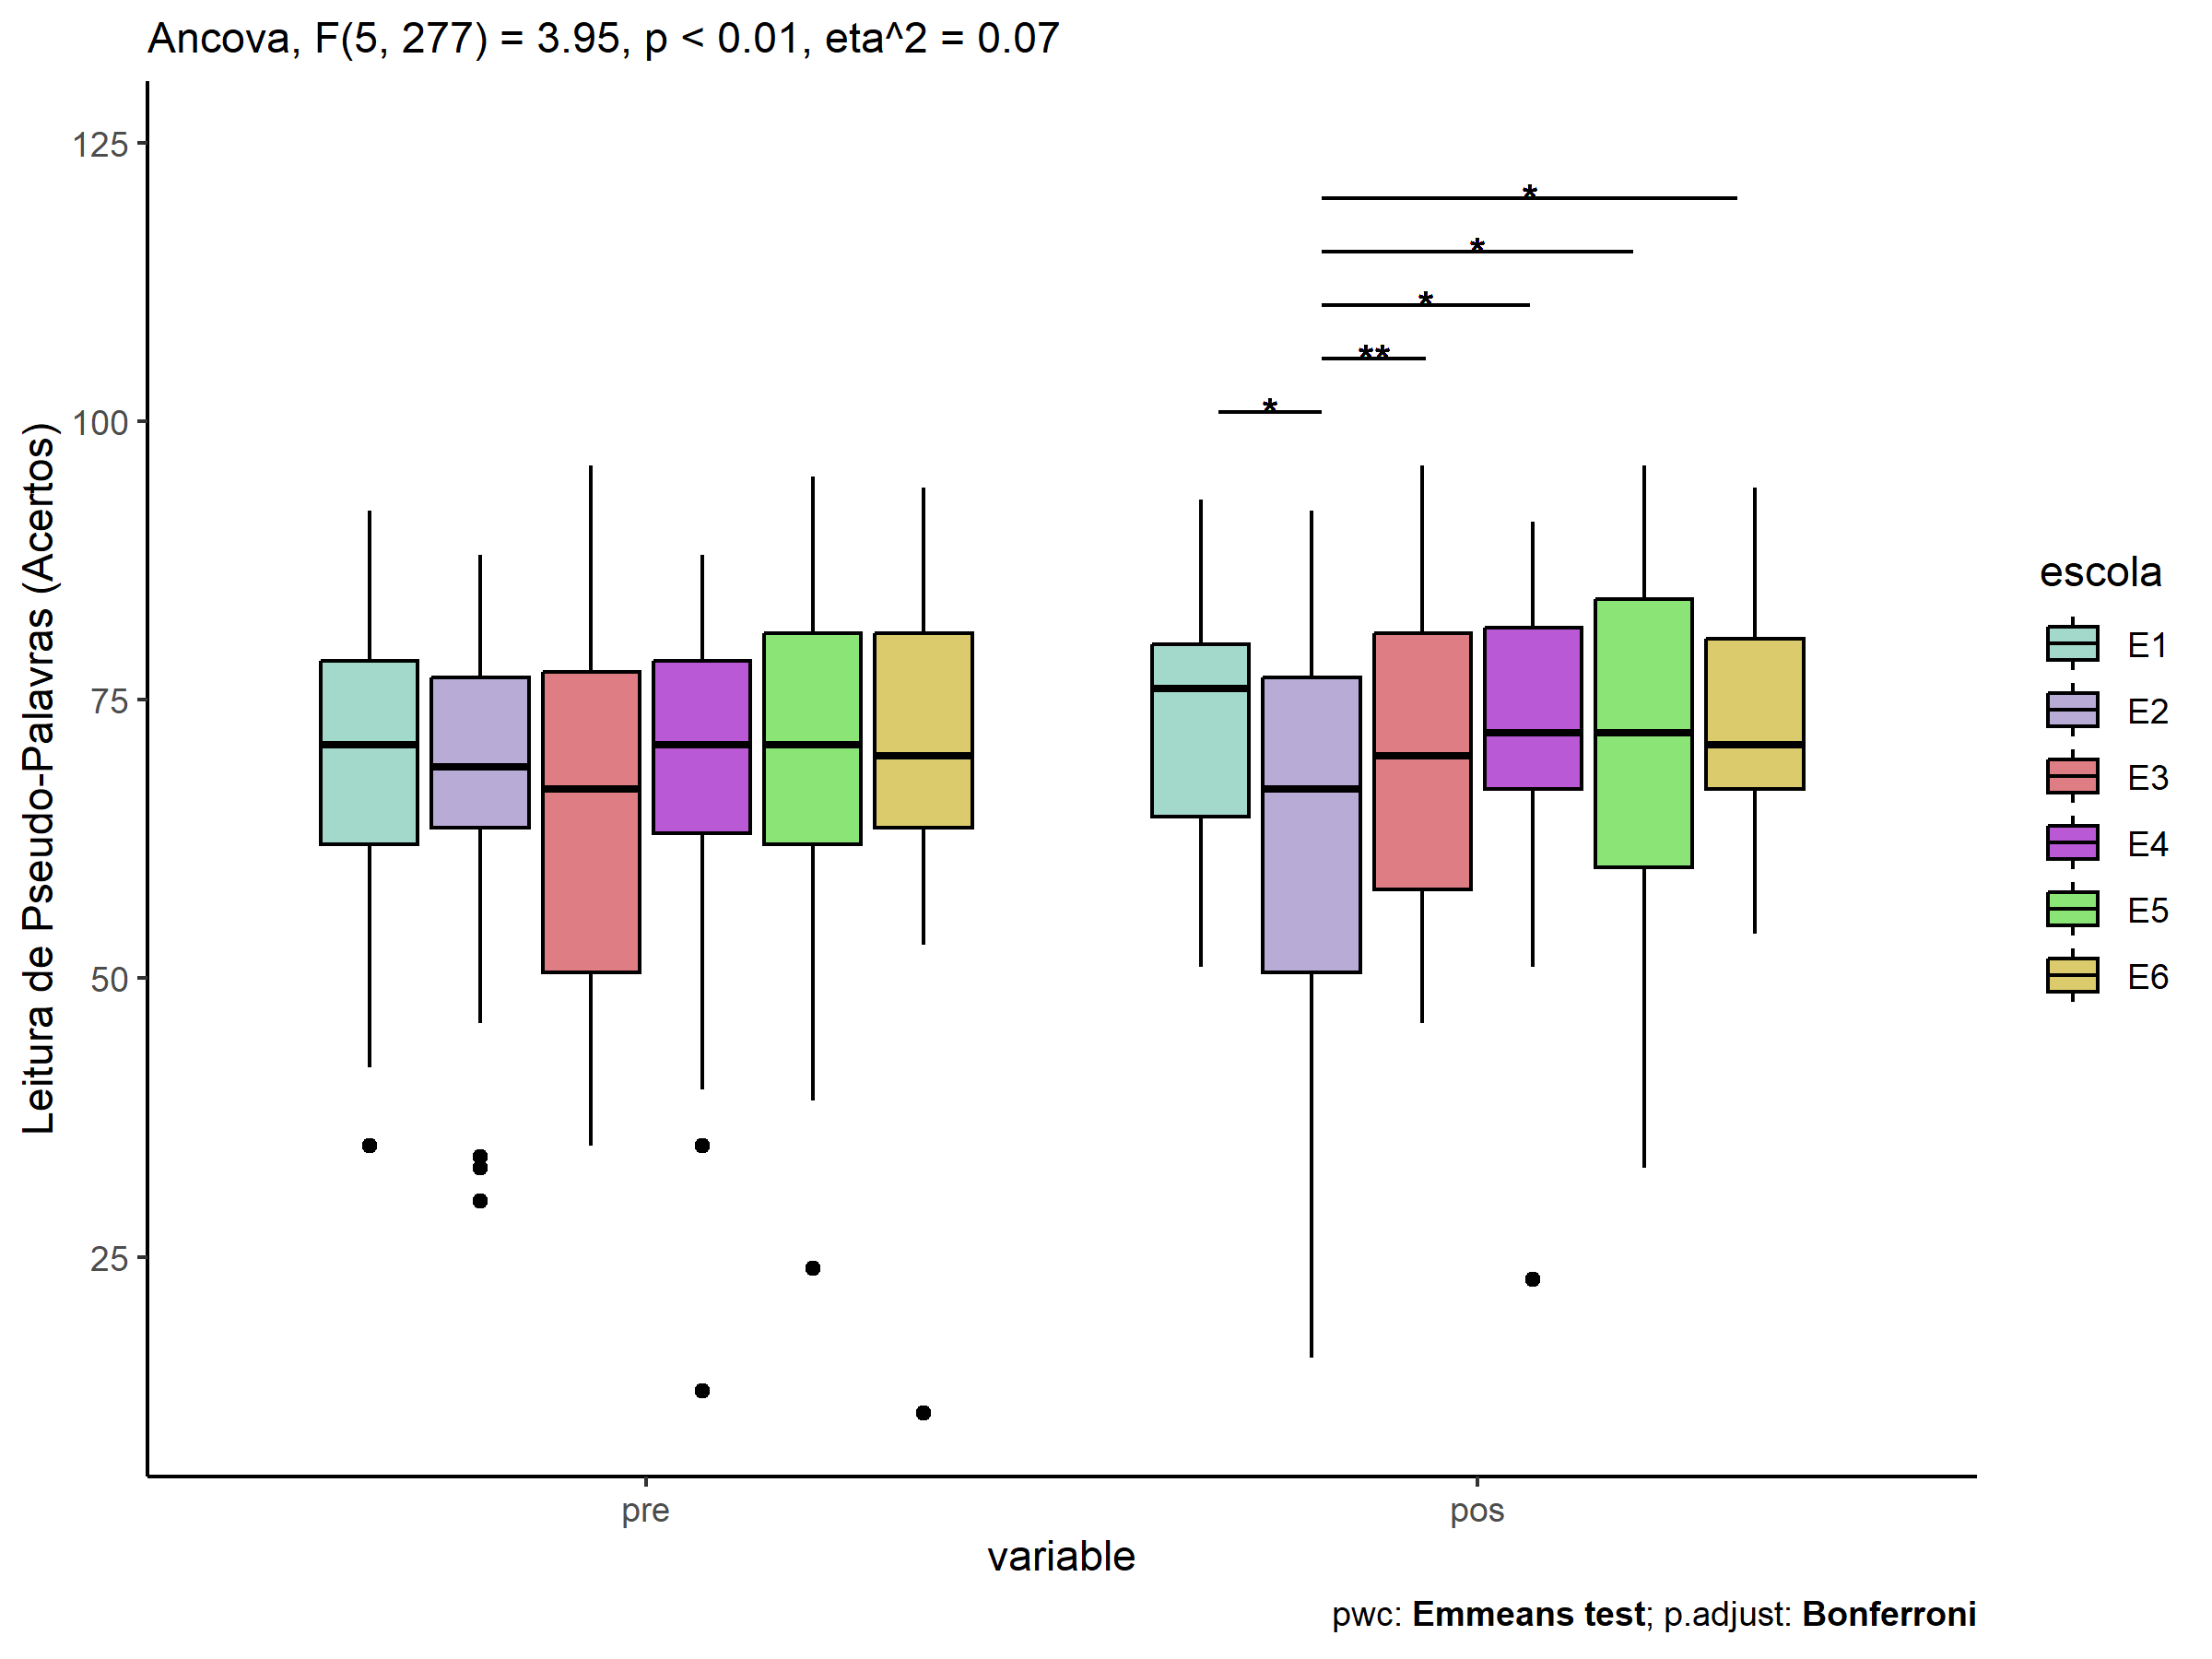 Ancova, F(5, 277) = 3.95, p < 0.01, eta^2 = 0.07
Leitura de Pseudo-Palavras (Acertos)
125
100
75
50
25
*
*
*
**
*
pre
pos
variable
escola
E1
E2
E3
E4
E5
E6
pwc: Emmeans test; p.adjust: Bonferroni